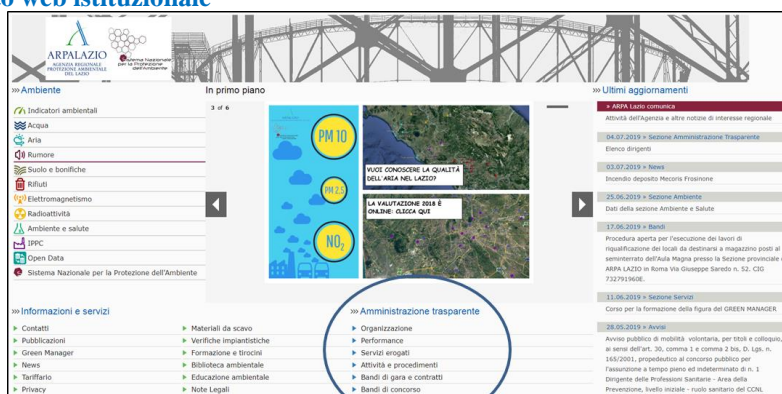 o web istituzionale
ARPALAZIO
AGENZIA REGIONALE
PROTEZIONE AMBIENTALE
DEL LAZIO
Sistema Nazionale
per la Protezione
dell'Ambiente
»» Ambiente
Indicatori ambientali
Acqua
Aria
Rumore
Suolo e bonifiche
Rifiuti
Elettromagnetismo
Radioattività
Ambiente e salute
IPPC
Open Data
Sistema Nazionale per la Protezione dell'Ambiente
In primo piano
3 of 6
PM 10
PM 2,5
NO2
VUOI CONOSCERE LA QUALITÀ
DELL'ARIA NEL LAZIO?
LA VALUTAZIONE 2018 È
ONLINE: CLICCA QUI
»» Ultimi aggiornamenti
» ARPA Lazio comunica
Attività dell'Agenzia e altre notizie di interesse regionale
04.07.2019 » Sezione Amministrazione Trasparente
Elenco dirigenti
03.07.2019 » News
Incendio deposito Mecoris Frosinone
25.06.2019 » Sezione Ambiente
Dati della sezione Ambiente e Salute
17.06.2019 » Bandi
Procedura aperta per l'esecuzione dei lavori di
riqualificazione dei locali da destinarsi a magazzino posti al
seminterrato dell'Aula Magna presso la Sezione provinciale
ARPA LAZIO in Roma Via Giuseppe Saredo n. 52. CIG
732791960E.
11.06.2019 » Sezione Servizi
Corso per la formazione della figura del GREEN MANAGER
28.05.2019 » Avvisi
Avviso pubblico di mobilità volontaria, per titoli e colloquio,
ai sensi dell'art. 30, comma 1 e comma 2 bis, D. Lgs. n.
165/2001, propedeutico al concorso pubblico per
l'assunzione a tempo pieno ed indeterminato di n. 1
Dirigente delle Professioni Sanitarie - Area della
Prevenzione, livello iniziale - ruolo sanitario del CCNL
»» Informazioni e servizi
Contatti
Pubblicazioni
Green Manager
News
Tariffario
Privacy
Materiali da scavo
Verifiche impiantistiche
Formazione e tirocini
Biblioteca ambientale
Educazione ambientale
Note Legali
»» Amministrazione trasparente
Organizzazione
Performance
Servizi erogati
Attività e procedimenti
Bandi di gara e contratti
Bandi di concorso